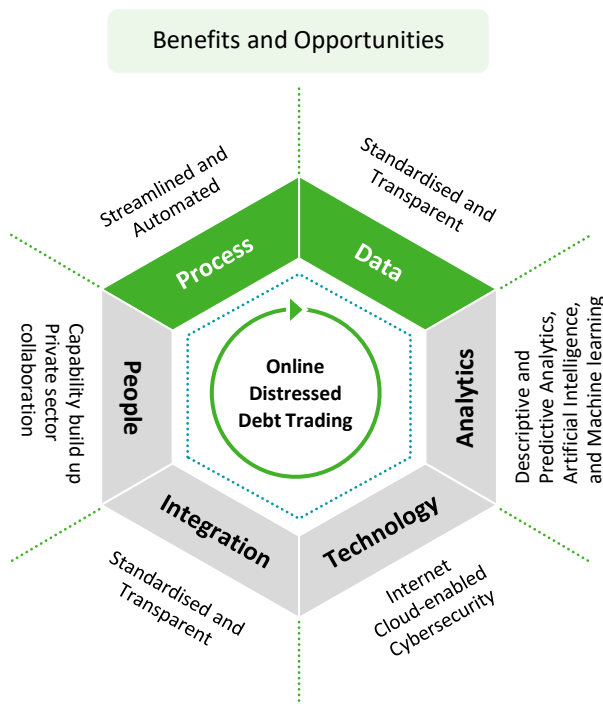 Benefits and Opportunities
Streamlined and
Automated
Process
Standardised and
Transparent
Data
Descriptive and
Predictive Analytics,
Artificial Intelligence,
and Machine learning
Analytics
Internet
Cloud-enabled
Cybersecurity
Technology
Standardised and
Transparent
Integration
Capability build up
Private sector
collaboration
People
Online
Distressed
Debt Trading